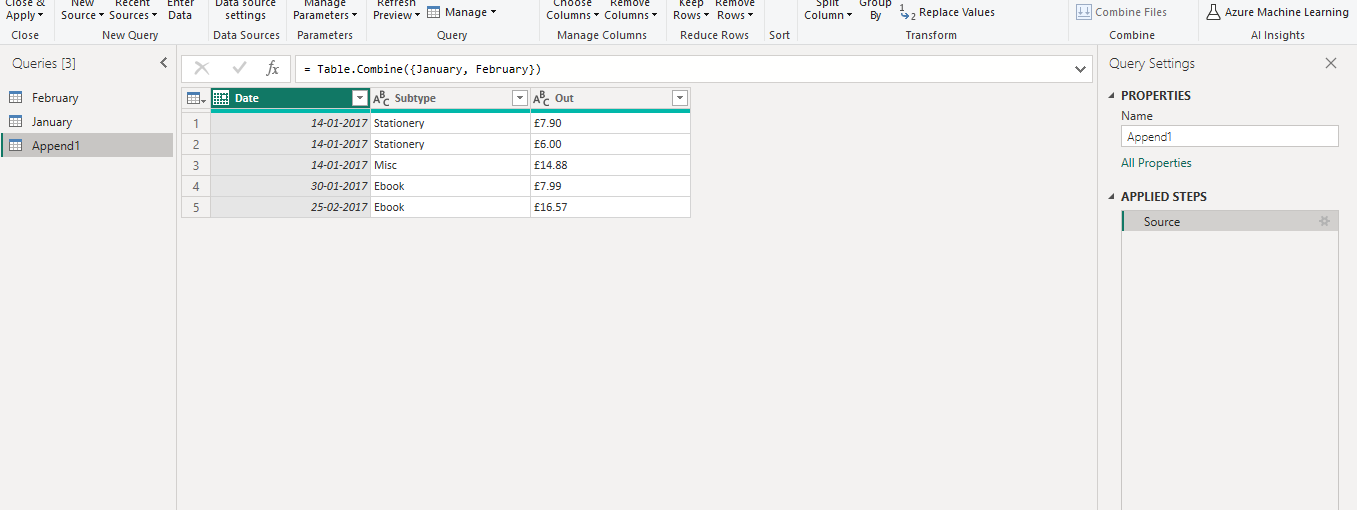 Close & New Recent Enter Data source Manage Refresh Choose Remove Keep Remove Split Group
Apply Source Sources Data settings Parameters Preview Manage Columns Columns Rows Rows Column By 1 2 Replace Values Combine Files Azure Machine Learning
Close New Query Data Sources Parameters Query Manage Columns Reduce Rows Sort Transform Combine AI Insights
Queries [3]
fx = Table.Combine({January, February})
Query Settings
February
January
Append1
Date ABC Subtype ABC Out
1 14-01-2017 Stationery £7.90
2 14-01-2017 Stationery £6.00
3 14-01-2017 Misc £14.88
4 30-01-2017 Ebook £7.99
5 25-02-2017 Ebook £16.57
PROPERTIES
Name
Append1
All Properties
APPLIED STEPS
Source